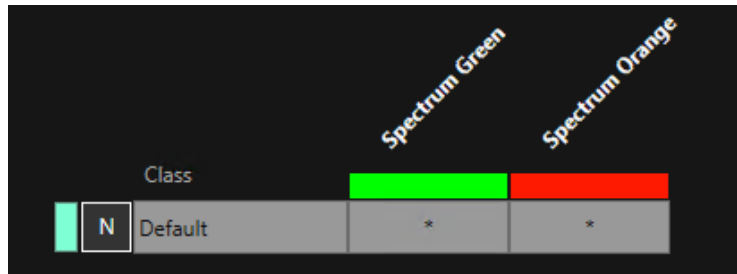 Spectrum Green
Spectrum Orange
Class
N
Default
*
*